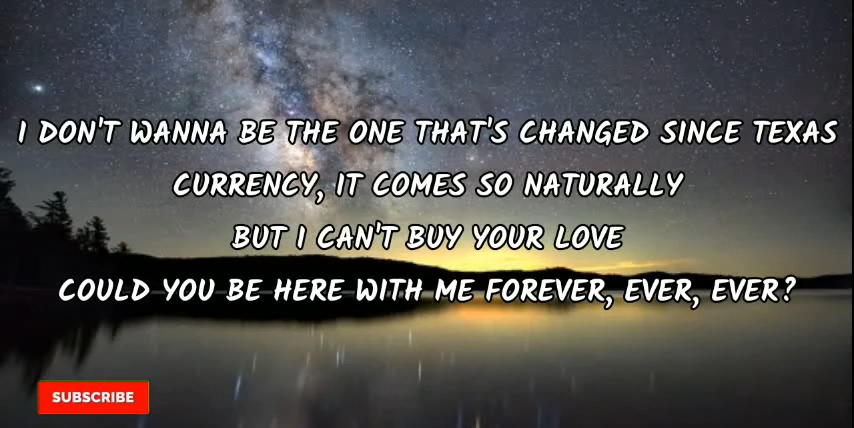 I DON'T WANNA BE THE ONE THAT'S CHANGED SINCE TEXAS
CURRENCY, IT COMES SO NATURALLY
BUT I CAN'T BUY YOUR LOVE
COULD YOU BE HERE WITH ME FOREVER, EVER, EVER?
SUBSCRIBE